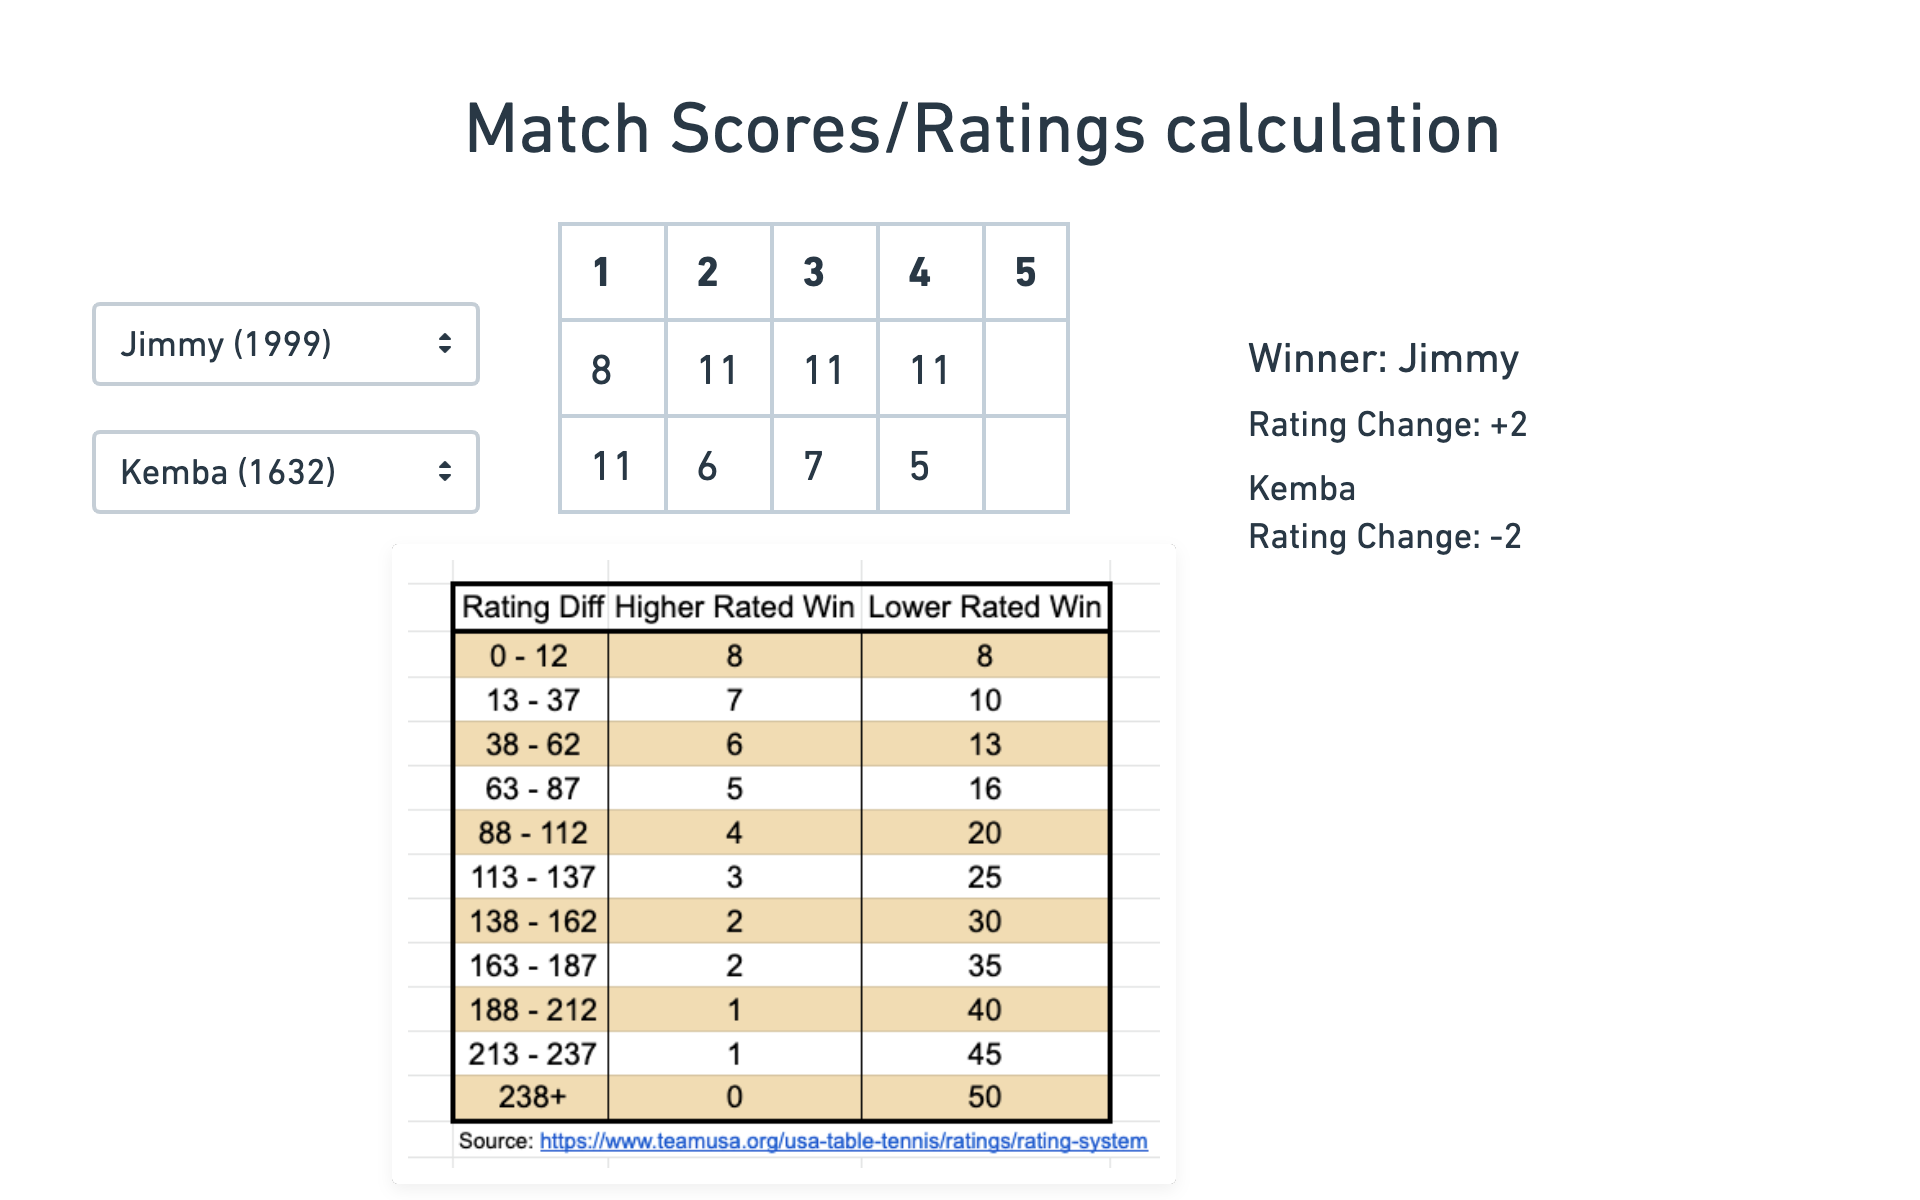 Match Scores/Ratings calculation
1 2 3 4 5
Jimmy (1999)
8 11 11 11
Kemba (1632)
11 6 7 5
Winner: Jimmy
Rating Change: +2
Kemba
Rating Change: -2
Rating Diff Higher Rated Win Lower Rated Win
0 - 12 8 8
13 - 37 7 10
38 - 62 6 13
63 - 87 5 16
88 - 112 4 20
113 - 137 3 25
138 - 162 2 30
163 - 187 2 35
188 - 212 1 40
213 - 237 1 45
238+ 0 50
Source: https://www.teamusa.org/usa-table-tennis/ratings/rating-system